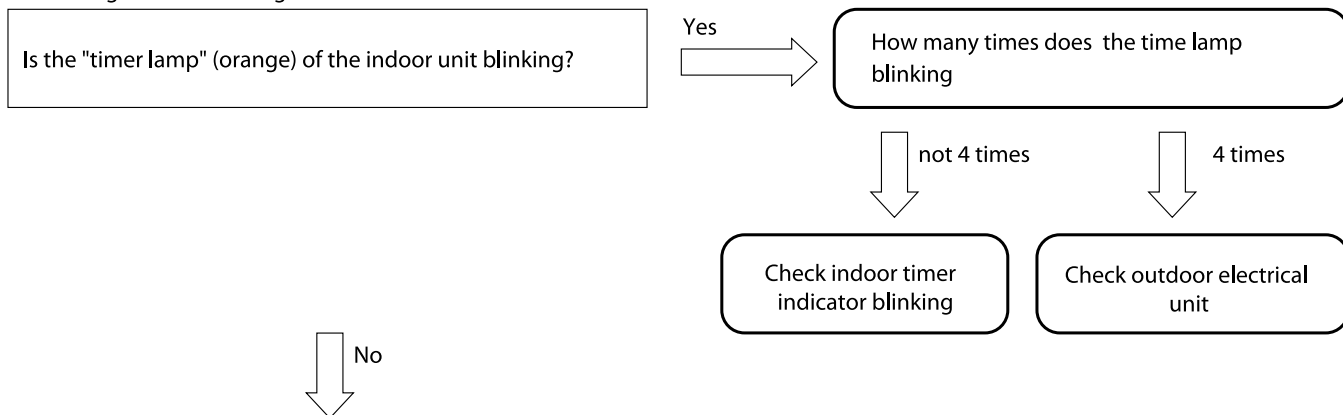 Is the "timer lamp" (orange) of the indoor unit blinking?
Yes
How many times does the time lamp
blinking
not 4 times
4 times
Check indoor timer
indicator blinking
Check outdoor electrical
unit
No